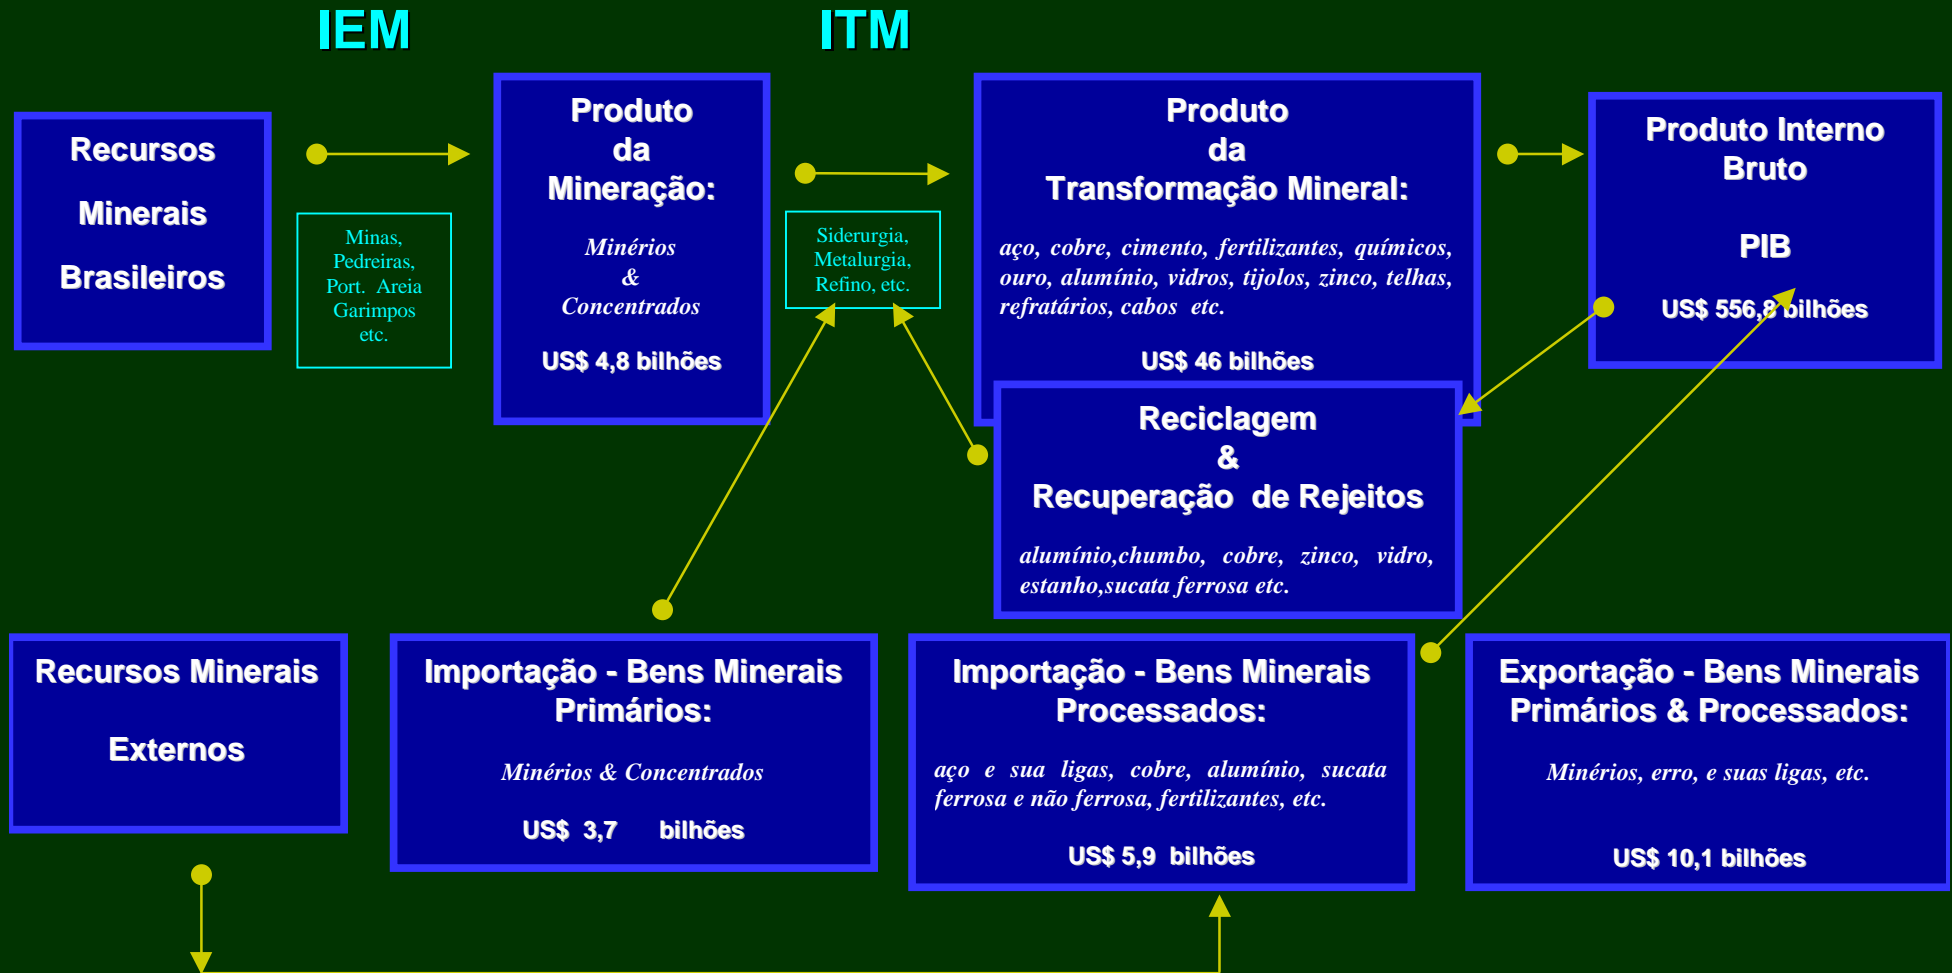 IEM
ITM
Recursos
Minerais
Brasileiros
Minas,
Pedreiras,
Port. Areia
Garimpos
etc.
Produto
da
Mineração:
Minérios
&
Concentrados
US$ 4,8 bilhões
Siderurgia,
Metalurgia,
Refino, etc.
Produto
da
Transformação Mineral:
aço, cobre, cimento, fertilizantes, químicos,
ouro, alumínio, vidros, tijolos, zinco, telhas,
refratários, cabos etc.
US$ 46 bilhões
Produto Interno
Bruto
PIB
US$ 556,8 bilhões
Reciclagem
&
Recuperação de Rejeitos
alumínio,chumbo, cobre, zinco, vidro,
estanho,sucata ferrosa etc.
Recursos Minerais
Externos
Importação - Bens Minerais
Primários:
Minérios & Concentrados
US$ 3,7 bilhões
Importação - Bens Minerais
Processados:
aço e sua ligas, cobre, alumínio, sucata
ferrosa e não ferrosa, fertilizantes, etc.
US$ 5,9 bilhões
Exportação - Bens Minerais
Primários & Processados:
Minérios, erro, e suas ligas, etc.
US$ 10,1 bilhões